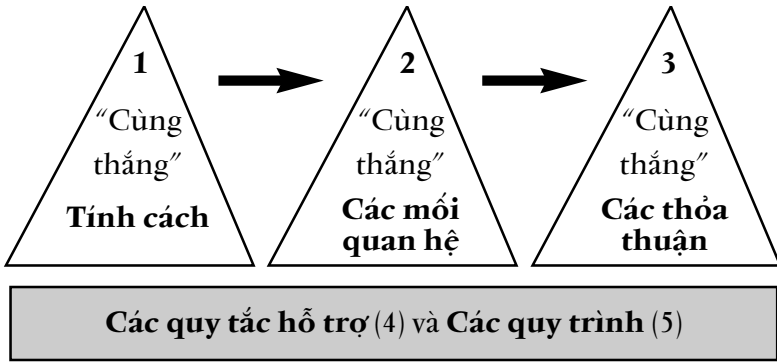 1
"Cùng
thắng"
Tính cách
2
"Cùng
thắng"
Các mối
quan hệ
3
"Cùng
thắng"
Các thỏa
thuận
Các quy tắc hỗ trợ (4) và Các quy trình (5)